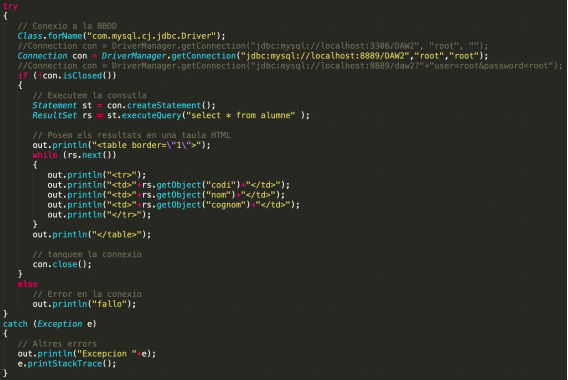 try
{
// Conexio a la BBDD
Class.forName("com.mysql.cj.jdbc.Driver");
//Connection con = DriverManager.getConnection("jdbc:mysql://localhost:3306/DAW2", "root", "");
Connection con = DriverManager.getConnection("jdbc:mysql://localhost:8889/DAW2","root","root");
//Connection con = DriverManager.getConnection("jdbc:mysql://localhost:8889/daw2?"+"user=root&password=root");
if (!con.isClosed())
{
// Executem la consutla
Statement st = con.createStatement();
ResultSet rs = st.executeQuery("select * from alumne" );
// Posem els resultats en una taula HTML
out.println("<table border=\"1\">");
while (rs.next())
{
out.println("<tr>");
out.println("<td>"+rs.getObject("codi")+"</td>");
out.println("<td>"+rs.getObject("nom")+"</td>");
out.println("<td>"+rs.getObject("cognom")+"</td>");
out.println("</tr>");
}
out.println("</table>");
// tanquem la connexio
con.close();
}
else
// Error en la conexio
out.println("fallo");
}
catch (Exception e)
{
// Altres errors
out.println("Excepcion "+e);
e.printStackTrace();
}